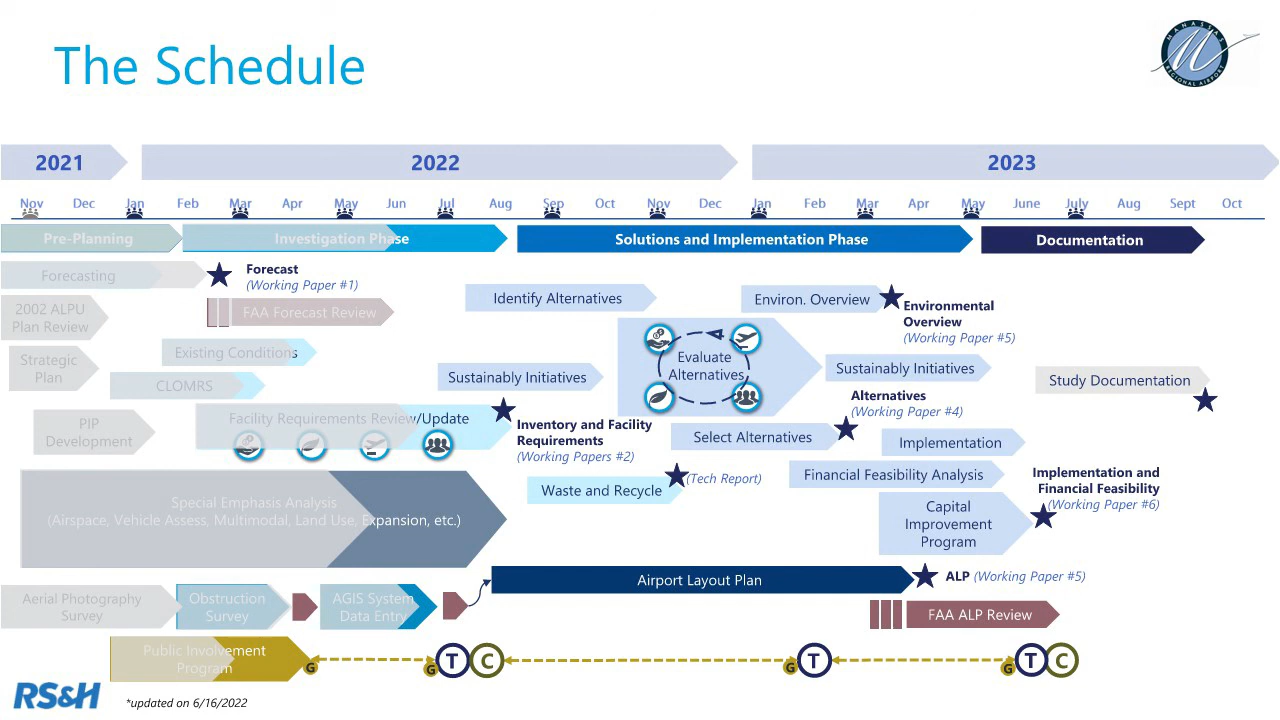 The Schedule
MANASSAS
REGIONAL AIRPORT
2021
2022
2023
Nov Dec Jan Feb Mar Apr May Jun Jul Aug Sep Oct Nov Dec Jan Feb Mar Apr May June July Aug Sept Oct
Pre-Planning
Investigation Phase
Solutions and Implementation Phase
Documentation
Forecasting
Forecast
(Working Paper #1)
2002 ALPU
Plan Review
FAA Forecast Review
Identify Alternatives
Environ. Overview
Environmental
Overview
(Working Paper #5)
Strategic
Plan
Existing Conditions
CLOMRS
Sustainably Initiatives
Evaluate
Alternatives
Sustainably Initiatives
Study Documentation
PIP
Development
Facility Requirements Review/Update
Inventory and Facility
Requirements
(Working Papers #2)
Alternatives
(Working Paper #4)
Select Alternatives
Implementation
Special Emphasis Analysis
(Airspace, Vehicle Assess, Multimodal, Land Use, Expansion, etc.)
Waste and Recycle
(Tech Report)
Financial Feasibility Analysis
Implementation and
Financial Feasibility
(Working Paper #6)
Capital
Improvement
Program
Airport Layout Plan
ALP (Working Paper #5)
Aerial Photography
Survey
Obstruction
Survey
AGIS System
Data Entry
FAA ALP Review
Public Involvement
Program
G G T C G T G T C
RS&H
*updated on 6/16/2022